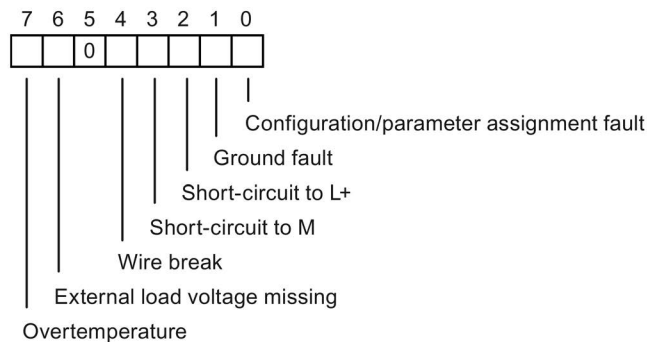 7 6 5 4 3 2 1 0
0
Configuration/parameter assignment fault
Ground fault
Short-circuit to L+
Short-circuit to M
Wire break
External load voltage missing
Overtemperature